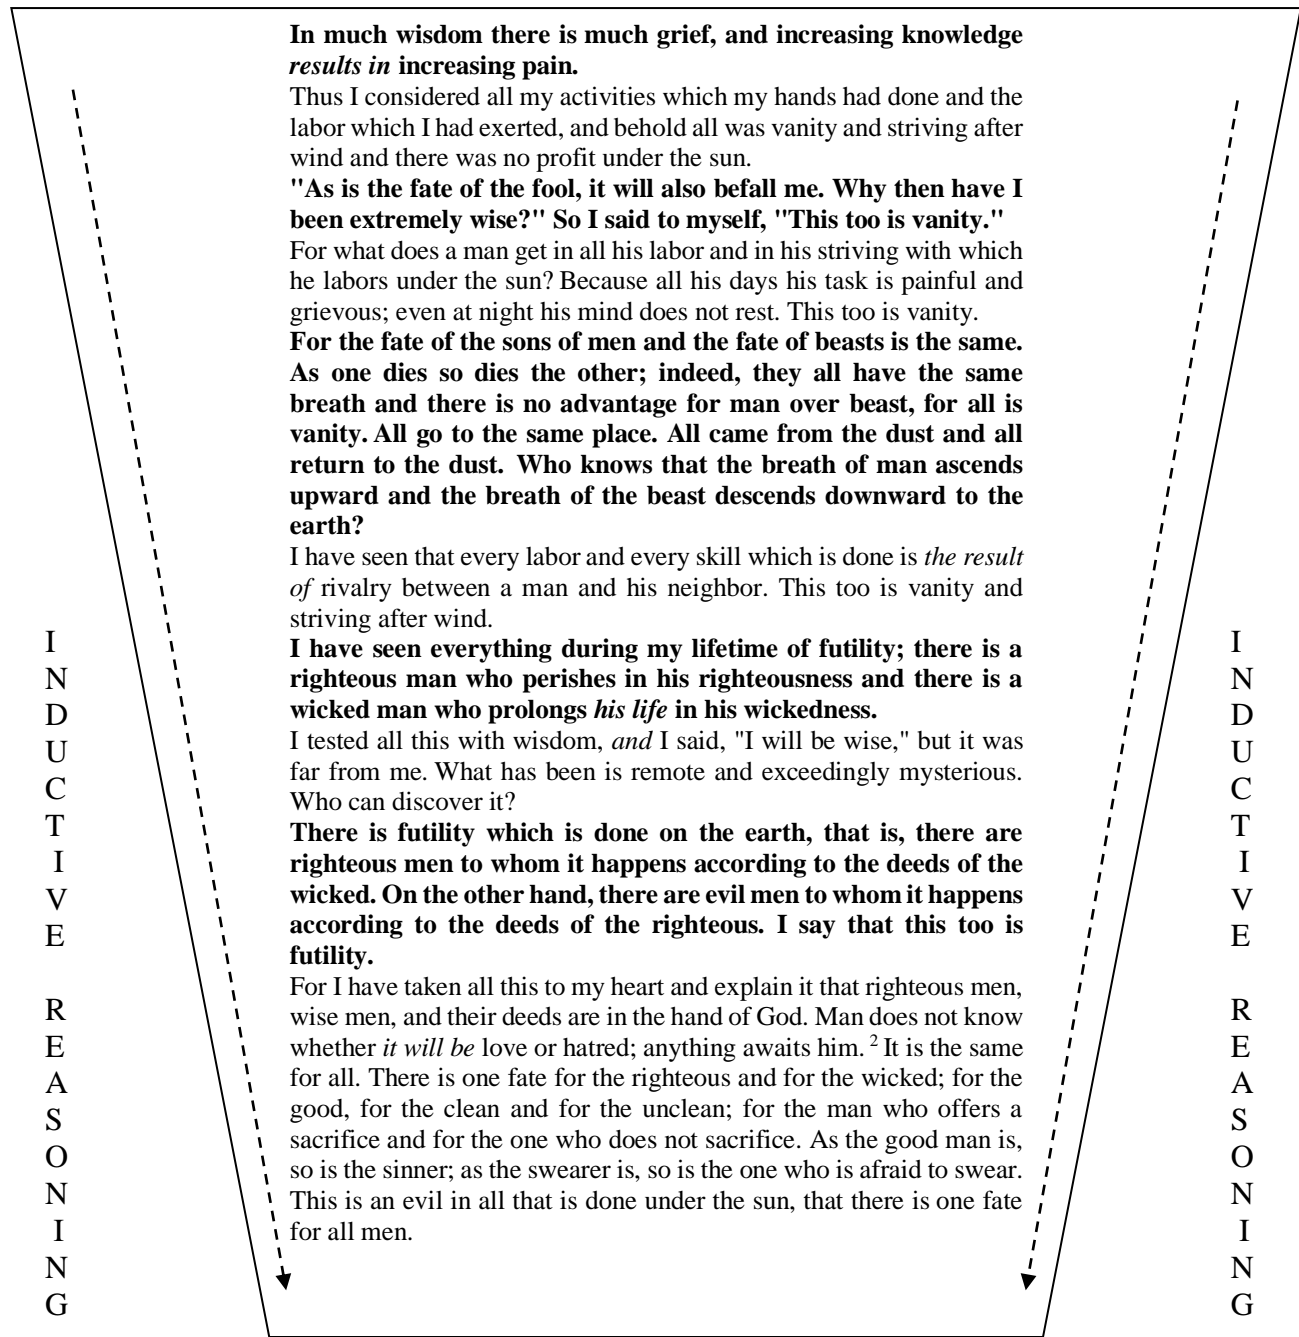 In much wisdom there is much grief, and increasing knowledge
results in increasing pain.
Thus I considered all my activities which my hands had done and the
labor which I had exerted, and behold all was vanity and striving after
wind and there was no profit under the sun.
"As is the fate of the fool, it will also befall me. Why then have I
been extremely wise?" So I said to myself, "This too is vanity."
For what does a man get in all his labor and in his striving with which
he labors under the sun? Because all his days his task is painful and
grievous; even at night his mind does not rest. This too is vanity.
For the fate of the sons of men and the fate of beasts is the same.
As one dies so dies the other; indeed, they all have the same
breath and there is no advantage for man over beast, for all is
vanity. All go to the same place. All came from the dust and all
return to the dust. Who knows that the breath of man ascends
upward and the breath of the beast descends downward to the
earth?
I have seen that every labor and every skill which is done is the result
of rivalry between a man and his neighbor. This too is vanity and
striving after wind.
I have seen everything during my lifetime of futility; there is a
righteous man who perishes in his righteousness and there is a
wicked man who prolongs his life in his wickedness.
I tested all this with wisdom, and I said, "I will be wise," but it was
far from me. What has been is remote and exceedingly mysterious.
Who can discover it?
There is futility which is done on the earth, that is, there are
righteous men to whom it happens according to the deeds of the
wicked. On the other hand, there are evil men to whom it happens
according to the deeds of the righteous. I say that this too is
futility.
For I have taken all this to my heart and explain it that righteous men,
wise men, and their deeds are in the hand of God. Man does not know
whether it will be love or hatred; anything awaits him. 2 It is the same
for all. There is one fate for the righteous and for the wicked; for the
good, for the clean and for the unclean; for the man who offers a
sacrifice and for the one who does not sacrifice. As the good man is,
so is the sinner; as the swearer is, so is the one who is afraid to swear.
This is an evil in all that is done under the sun, that there is one fate
for all men.
INDUCTIVE REASONING
INDUCTIVE REASONING